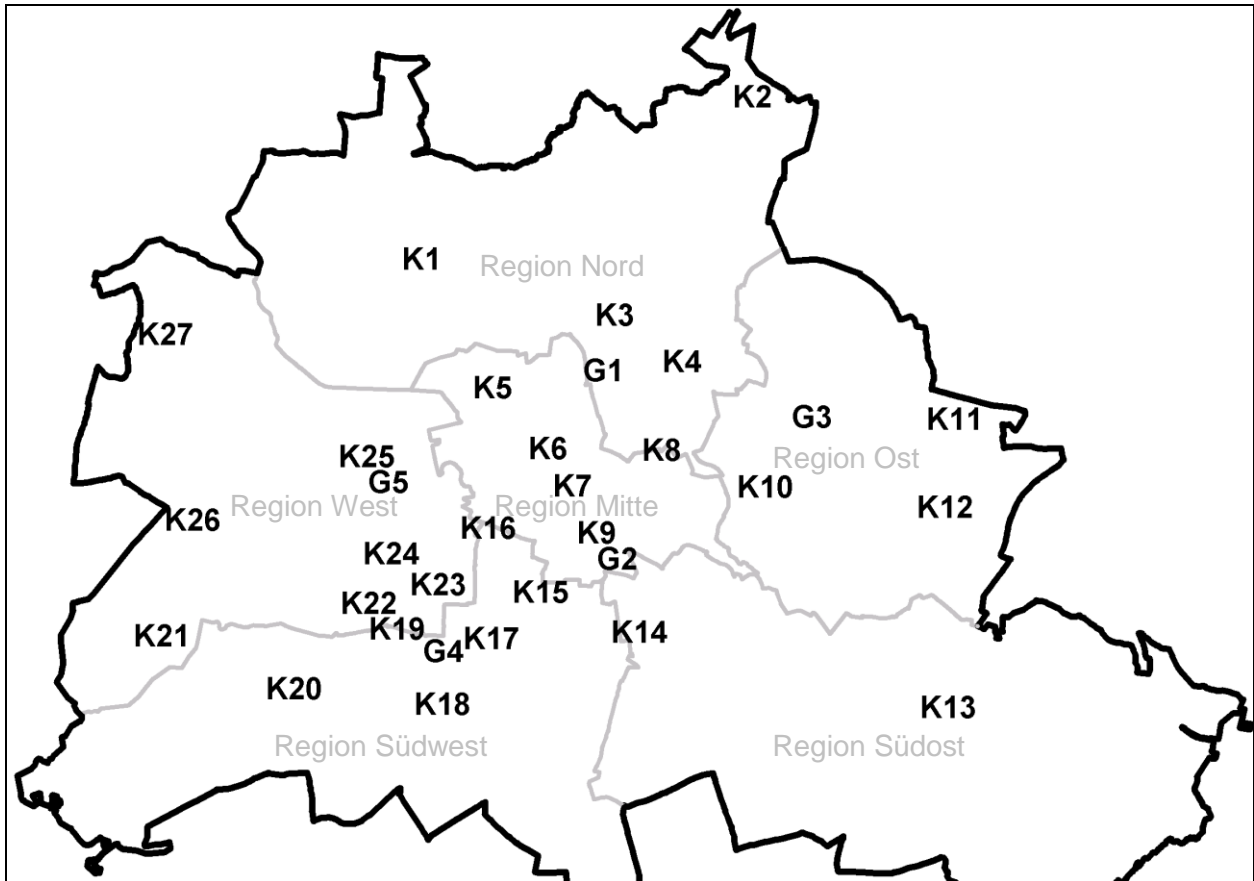 K2
K1
Region Nord
K3
K27
K4
G1
K5
G3
K11
K6
K8
K25
Region Ost
G5
K7
K10
Region West
Region Mitte
K12
K26
K16
K9
K24
G2
K23
K15
K22
K19
K14
K21
K17
G4
K20
K18
K13
Region Südwest
Region Südost